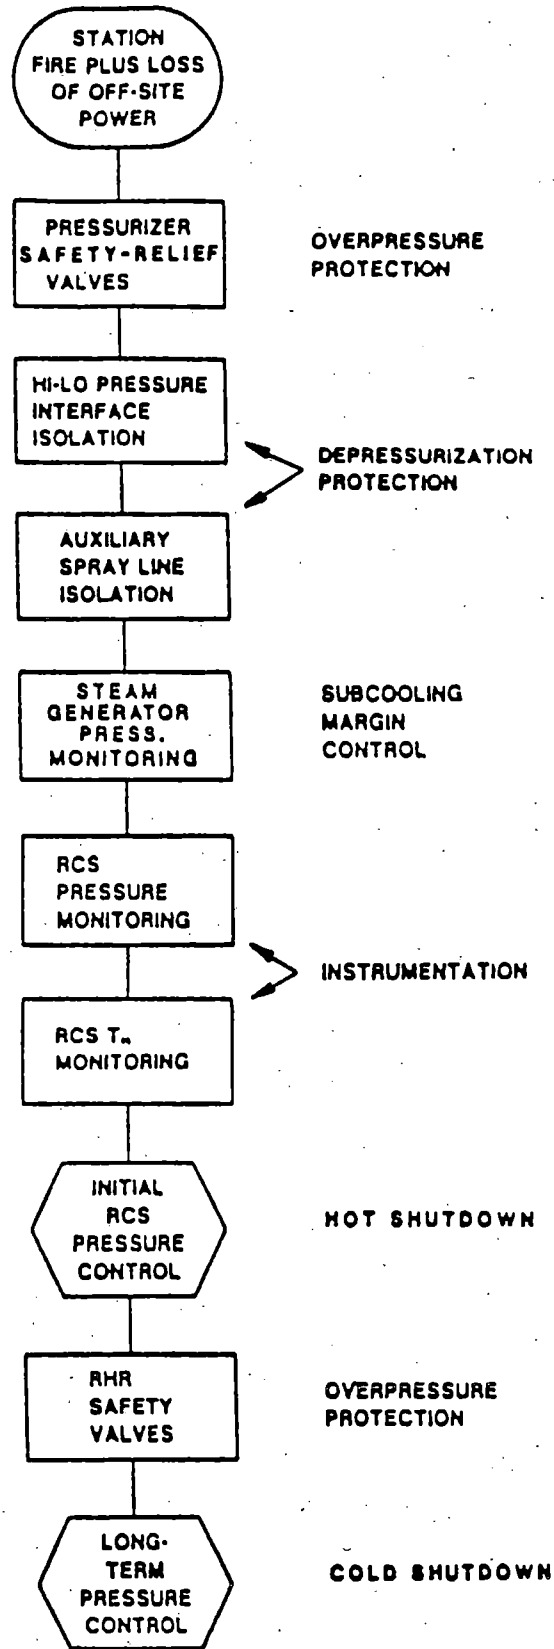 STATION
FIRE PLUS LOSS
OF OFF-SITE
POWER
PRESSURIZER
SAFETY-RELIEF
VALVES
OVERPRESSURE
PROTECTION
HI-LO PRESSURE
INTERFACE
ISOLATION
DEPRESSURIZATION
PROTECTION
AUXILIARY
SPRAY LINE
ISOLATION
STEAM
GENERATOR
PRESS.
MONITORING
SUBCOOLING
MARGIN
CONTROL
RCS
PRESSURE
MONITORING
INSTRUMENTATION
RCS TH
MONITORING
INITIAL
RCS
PRESSURE
CONTROL
HOT SHUTDOWN
RHR
SAFETY
VALVES
OVERPRESSURE
PROTECTION
LONG-
TERM
PRESSURE
CONTROL
COLD SHUTDOWN